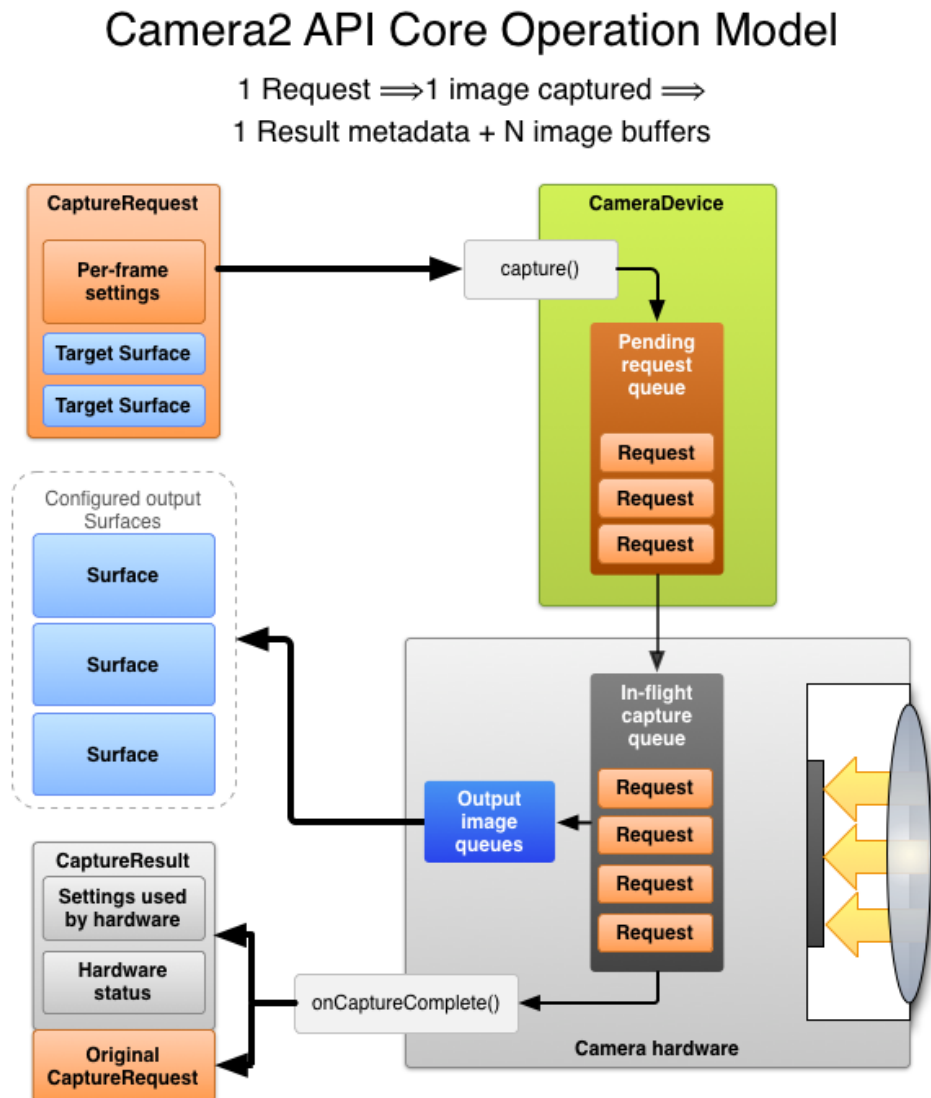 Camera2 API Core Operation Model
1 Request ⟹1 image captured ⟹
1 Result metadata + N image buffers
CaptureRequest
Per-frame
settings
Target Surface
Target Surface
capture()
CameraDevice
Pending
request
queue
Request
Request
Request
Configured output
Surfaces
Surface
Surface
Surface
In-flight
capture
queue
Request
Request
Request
Request
Output
image
queues
CaptureResult
Settings used
by hardware
Hardware
status
Original
CaptureRequest
onCaptureComplete()
Camera hardware